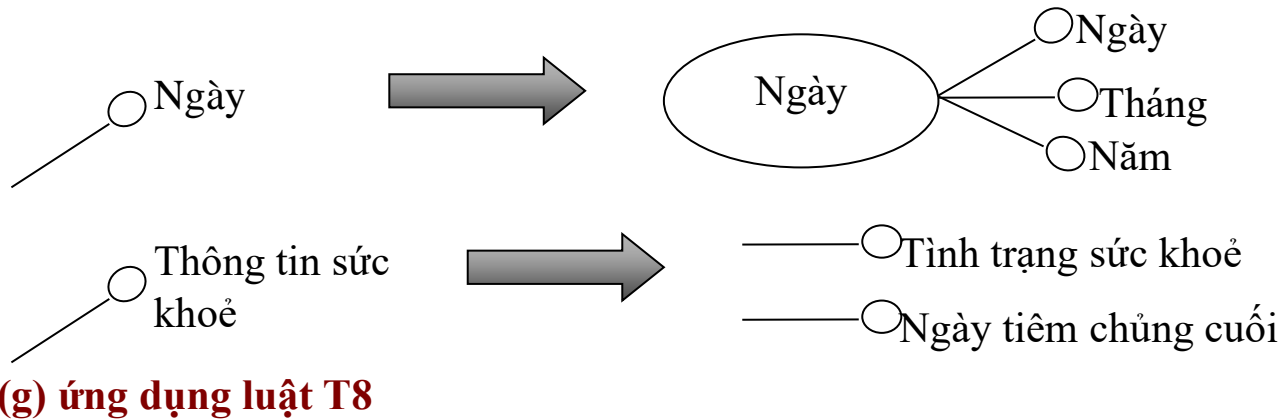 Ngày
Ngày
Ngày
Tháng
Năm
Thông tin sức
khoẻ
Tình trạng sức khoẻ
Ngày tiêm chủng cuối
(g) ứng dụng luật T8